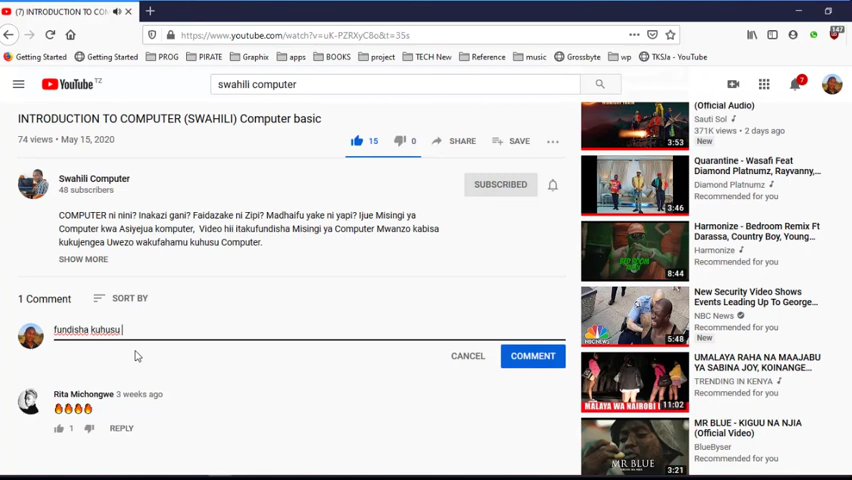 (7) INTRODUCTION TO COM
https://www.youtube.com/watch?v=uK-PZRXyC8o&t=35s
147
Getting Started
Getting Started
PROG
PIRATE
Graphix
apps
BOOKS
project
TECH New
Reference
music
Grossbyte
wp
TKSJa - YouTube
YouTube TZ
swahili computer
7
INTRODUCTION TO COMPUTER (SWAHILI) Computer basic
74 views • May 15, 2020
15
0
SHARE
SAVE
Swahili Computer
48 subscribers
SUBSCRIBED
COMPUTER ni nini? Inakazi gani? Faidazake ni Zipi? Madhaifu yake ni yapi? Ijue Misingi ya
Computer kwa Asiyejua komputer, Video hii itakufundisha Misingi ya Computer Mwanzo kabisa
kukujengea Uwezo wakufahamu kuhusu Computer.
SHOW MORE
1 Comment
SORT BY
fundisha kuhusu
CANCEL
COMMENT
Rita Michongwe 3 weeks ago
1
REPLY
(Official Audio)
Sauti Sol
371K views • 2 days ago
New
3:53
Quarantine - Wasafi Feat
Diamond Platnumz, Rayvanny,
Diamond Platnumz
Recommended for you
3:46
Harmonize - Bedroom Remix Ft
Darassa, Country Boy, Young...
Harmonize
Recommended for you
8:44
New Security Video Shows
Events Leading Up To George...
NBC News
Recommended for you
New
NBCNEWS
5:48
UMALAYA RAHA NA MAAJABU
YA SABINA JOY, KOINANGE...
TRENDING IN KENYA
Recommended for you
MALAYA WA NAIROBI
11:02
MR BLUE - KIGUU NA NJIA
(Official Video)
BlueByser
Recommended for you
MR BLUE
3:21